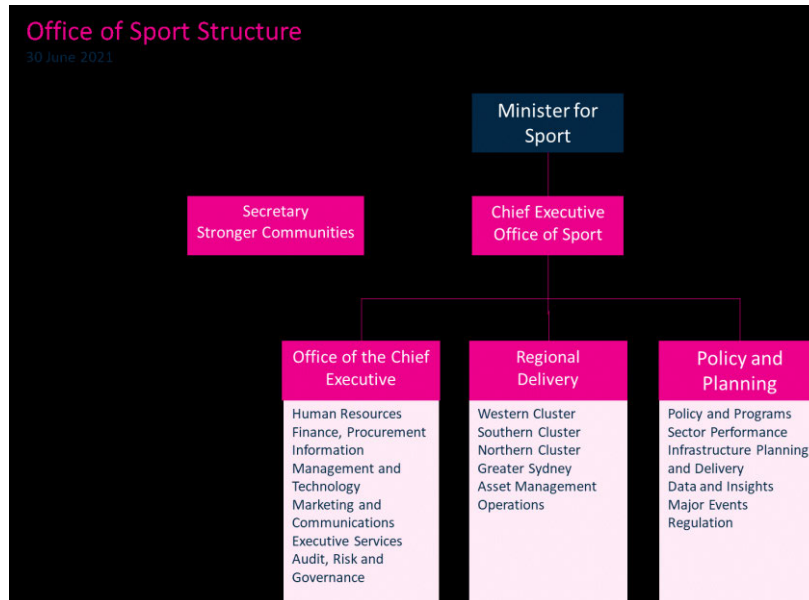 Office of Sport Structure
30 June 2021
Minister for
Sport
Secretary
Stronger Communities
Chief Executive
Office of Sport
Office of the Chief
Executive
Human Resources
Finance, Procurement
Information
Management and
Technology
Marketing and
Communications
Executive Services
Audit, Risk and
Governance
Regional
Delivery
Western Cluster
Southern Cluster
Northern Cluster
Greater Sydney
Asset Management
Operations
Policy and
Planning
Policy and Programs
Sector Performance
Infrastructure Planning
and Delivery
Data and Insights
Major Events
Regulation